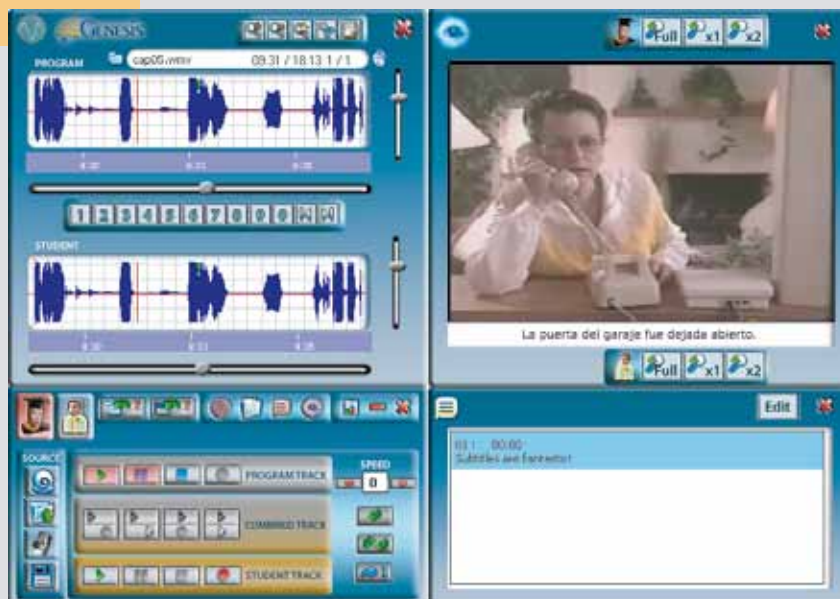 GENESIS
PROGRAM
cap05.wmv 09:31 / 18:13 1 / 1
1 2 3 4 5 6 7 8 9 0
STUDENT
Full x1 x2
La puerta del garaje fue dejada abierto.
Full x1 x2
SOURCE
PROGRAM TRACK
COMBINED TRACK
STUDENT TRACK
SPEED
0
Edit
00:00
Subtitles are